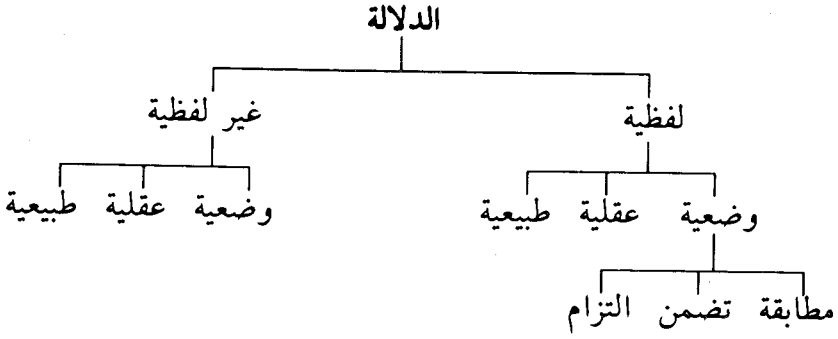 الدلالة
لفظية غير لفظية
وضعية عقلية طبيعية وضعية عقلية طبيعية
مطابقة تضمن التزام